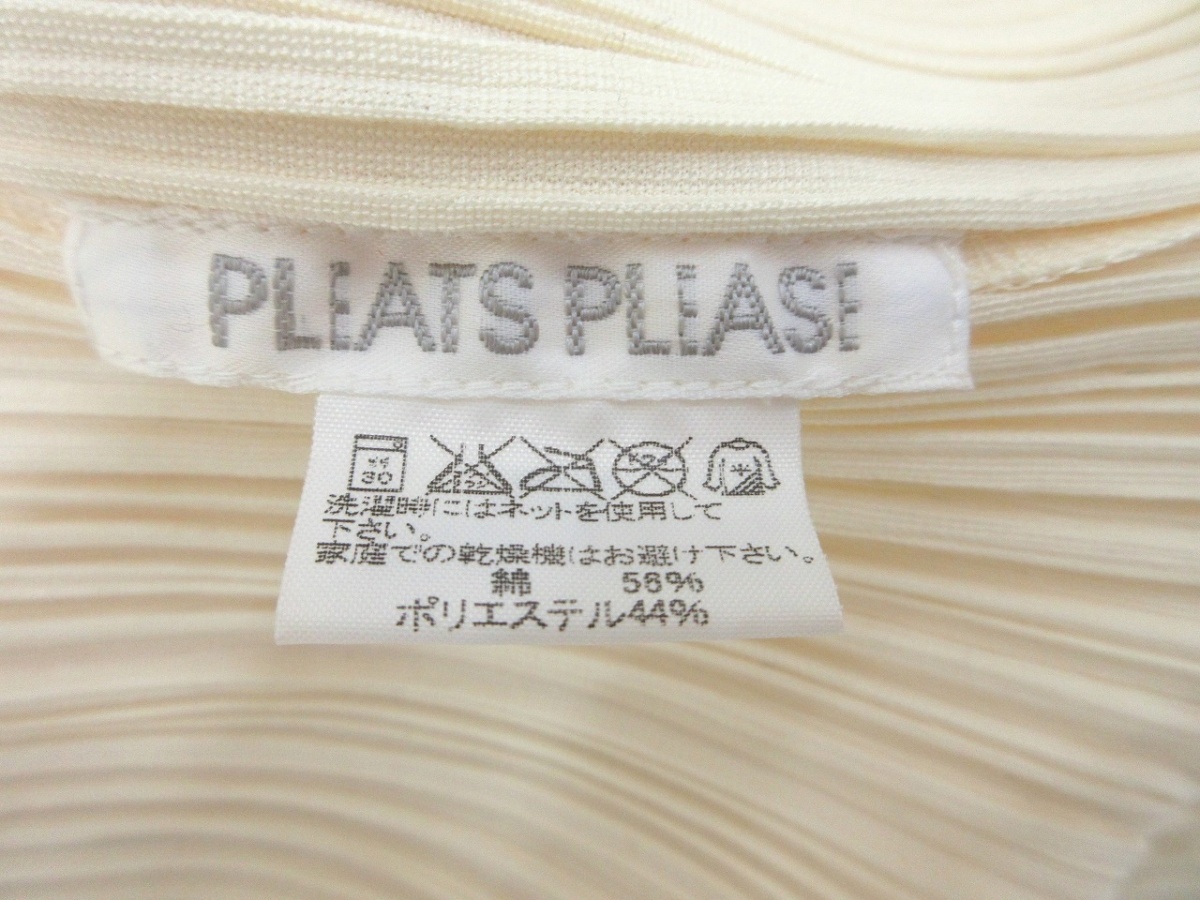 PLEATS PLEASE
弱
30
洗濯時にはネットを使用して
下さい。
家庭での乾燥機はお避け下さい。
綿 56%
ポリエステル44%